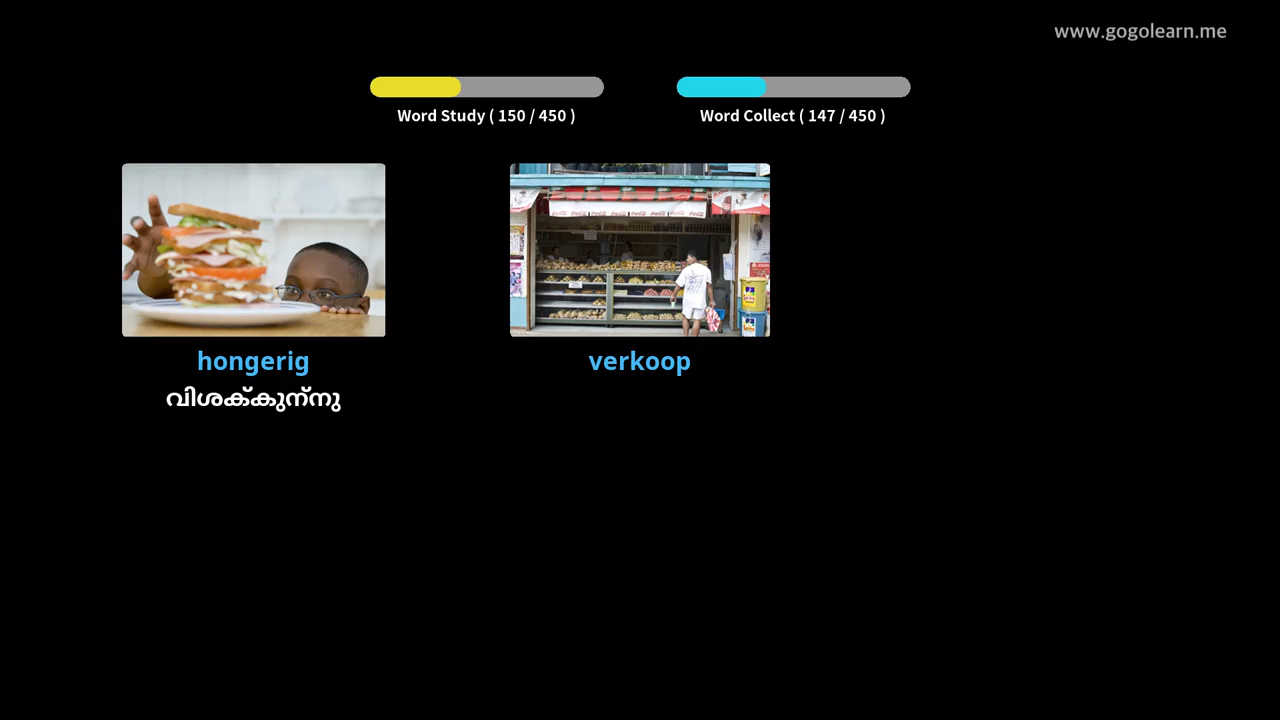 www.gogolearn.me
Word Study ( 150 / 450 )
Word Collect ( 147 / 450 )
hongerig
വിശക്കുന്നു
verkoop